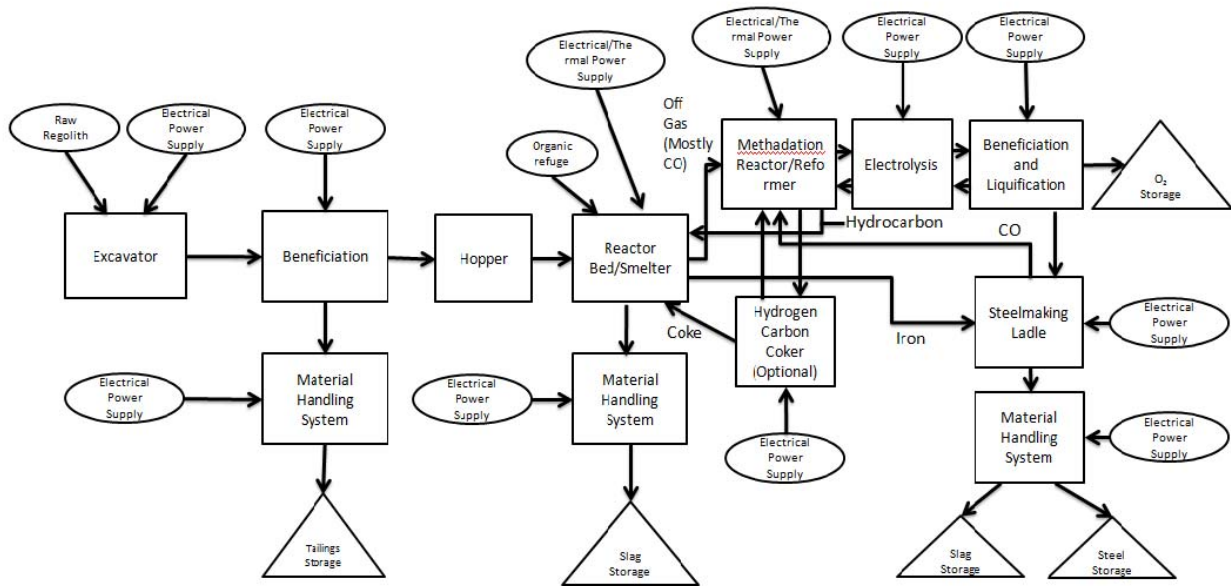 Electrical/The
rmal Power
Supply
Electrical/The
rmal Power
Supply
Electrical
Power
Supply
Electrical
Power
Supply
Raw
Regolith
Electrical
Power
Supply
Electrical
Power
Supply
Organic
refuge
Off
Gas
(Mostly
CO)
Methadation
Reactor/Refo
rmer
Electrolysis
Beneficiation
and
Liquification
O₂
Storage
Excavator
Beneficiation
Hopper
Reactor
Bed/Smelter
Hydrocarbon
CO
Coke
Hydrogen
Carbon
Coker
(Optional)
Iron
Steelmaking
Ladle
Electrical
Power
Supply
Electrical
Power
Supply
Material
Handling
System
Electrical
Power
Supply
Material
Handling
System
Electrical
Power
Supply
Material
Handling
System
Electrical
Power
Supply
Tailings
Storage
Slag
Storage
Slag
Storage
Steel
Storage